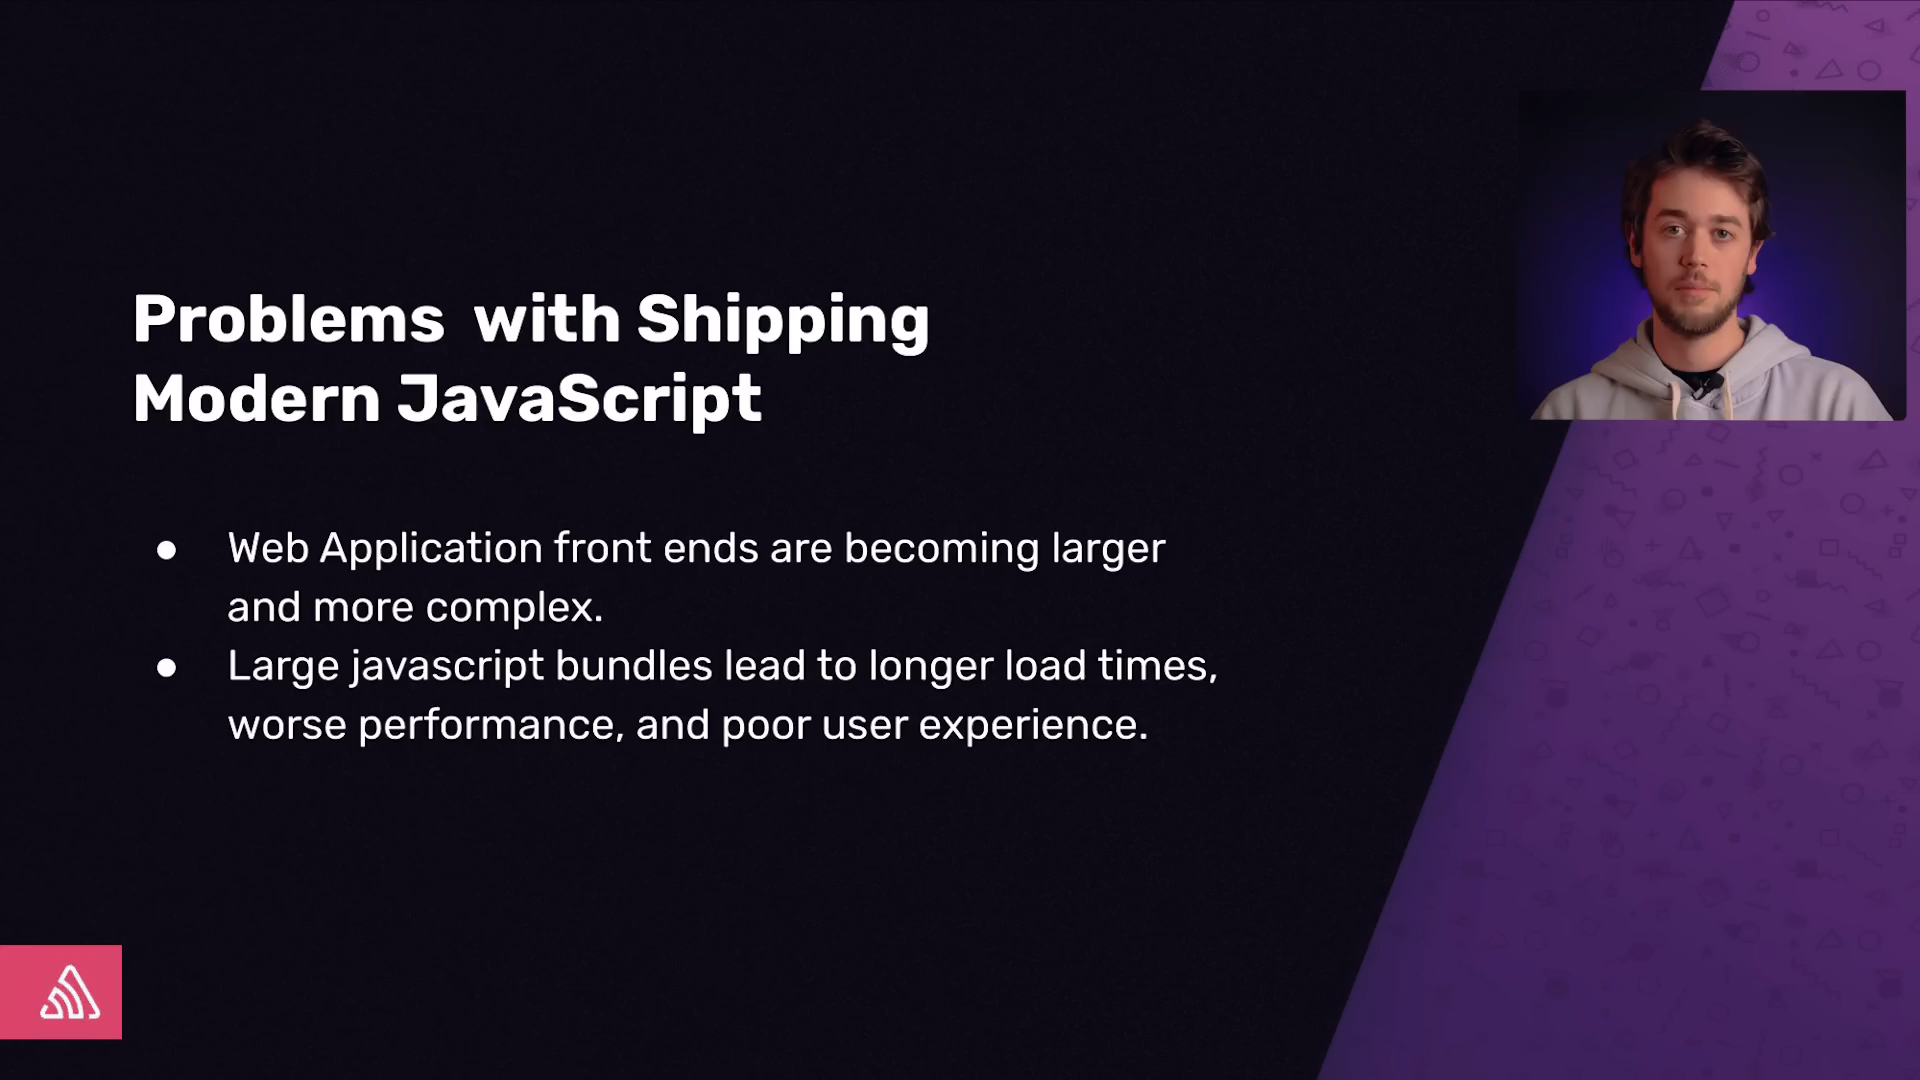 Problems  with Shipping
Modern JavaScript
● Web Application front ends are becoming larger
and more complex.
● Large javascript bundles lead to longer load times,
worse performance, and poor user experience.